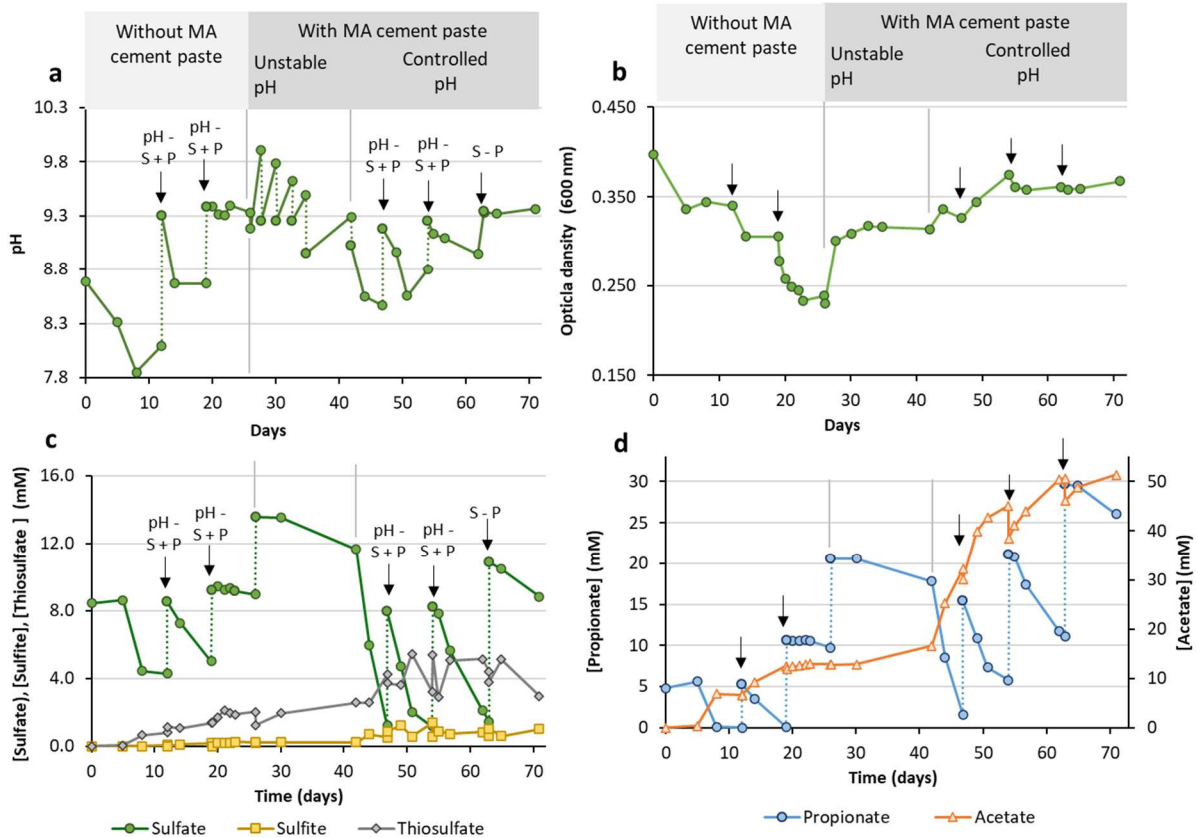 Without MA
cement paste
With MA cement paste
Unstable
pH
Controlled
pH
a
10.3
9.8
9.3
8.8
8.3
7.8
pH
pH -
S + P
pH -
S + P
pH -
S + P
pH -
S + P
S - P
0 10 20 30 40 50 60 70
Days
Without MA
cement paste
With MA cement paste
Unstable
pH
Controlled
pH
b
0.450
0.350
0.250
0.150
Opticla dansity (600 nm)
0 10 20 30 40 50 60 70
Days
c
16.0
12.0
8.0
4.0
0.0
[Sulfate), [Sulfite], [Thiosulfate ] (mM)
pH -
S + P
pH -
S + P
pH -
S + P
pH -
S + P
S - P
0 10 20 30 40 50 60 70
Time (days)
Sulfate Sulfite Thiosulfate
d
30
25
20
15
10
5
0
[Propionate] (mM)
50
40
30
20
10
0
[Acetate] (mM)
0 10 20 30 40 50 60 70
Time (days)
Propionate Acetate